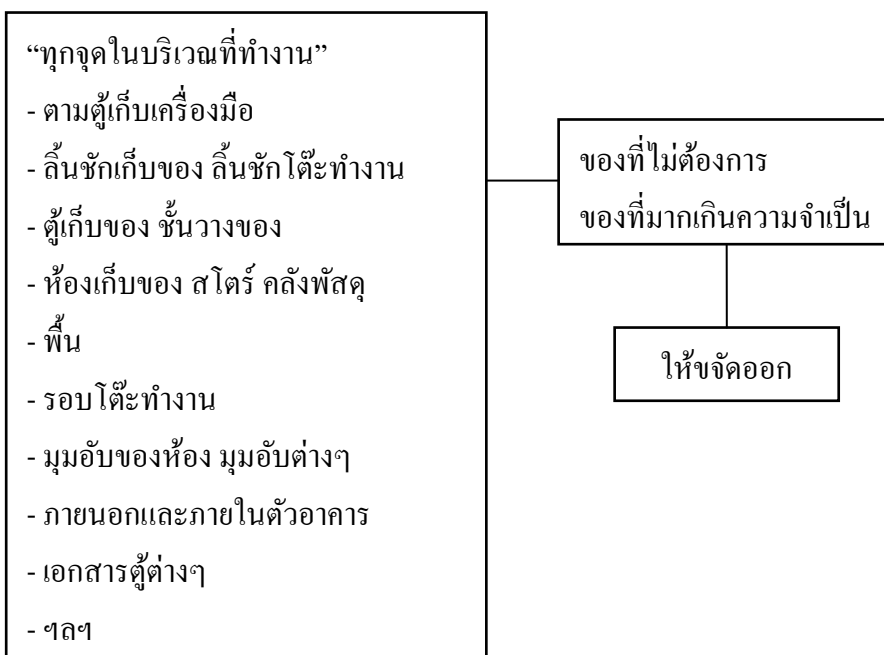 “ทุกจุดในบริเวณที่ทำงาน”
- ตามตู้เก็บเครื่องมือ
- ลิ้นชักเก็บของ ลิ้นชักโต๊ะทำงาน
- ตู้เก็บของ ชั้นวางของ
- ห้องเก็บของ สโตร์ คลังพัสดุ
- พื้น
- รอบโต๊ะทำงาน
- มุมอับของห้อง มุมอับต่างๆ
- ภายนอกและภายในตัวอาคาร
- เอกสารตู้ต่างๆ
- ฯลฯ
ของที่ไม่ต้องการ
ของที่มากเกินความจำเป็น
ให้ขจัดออก